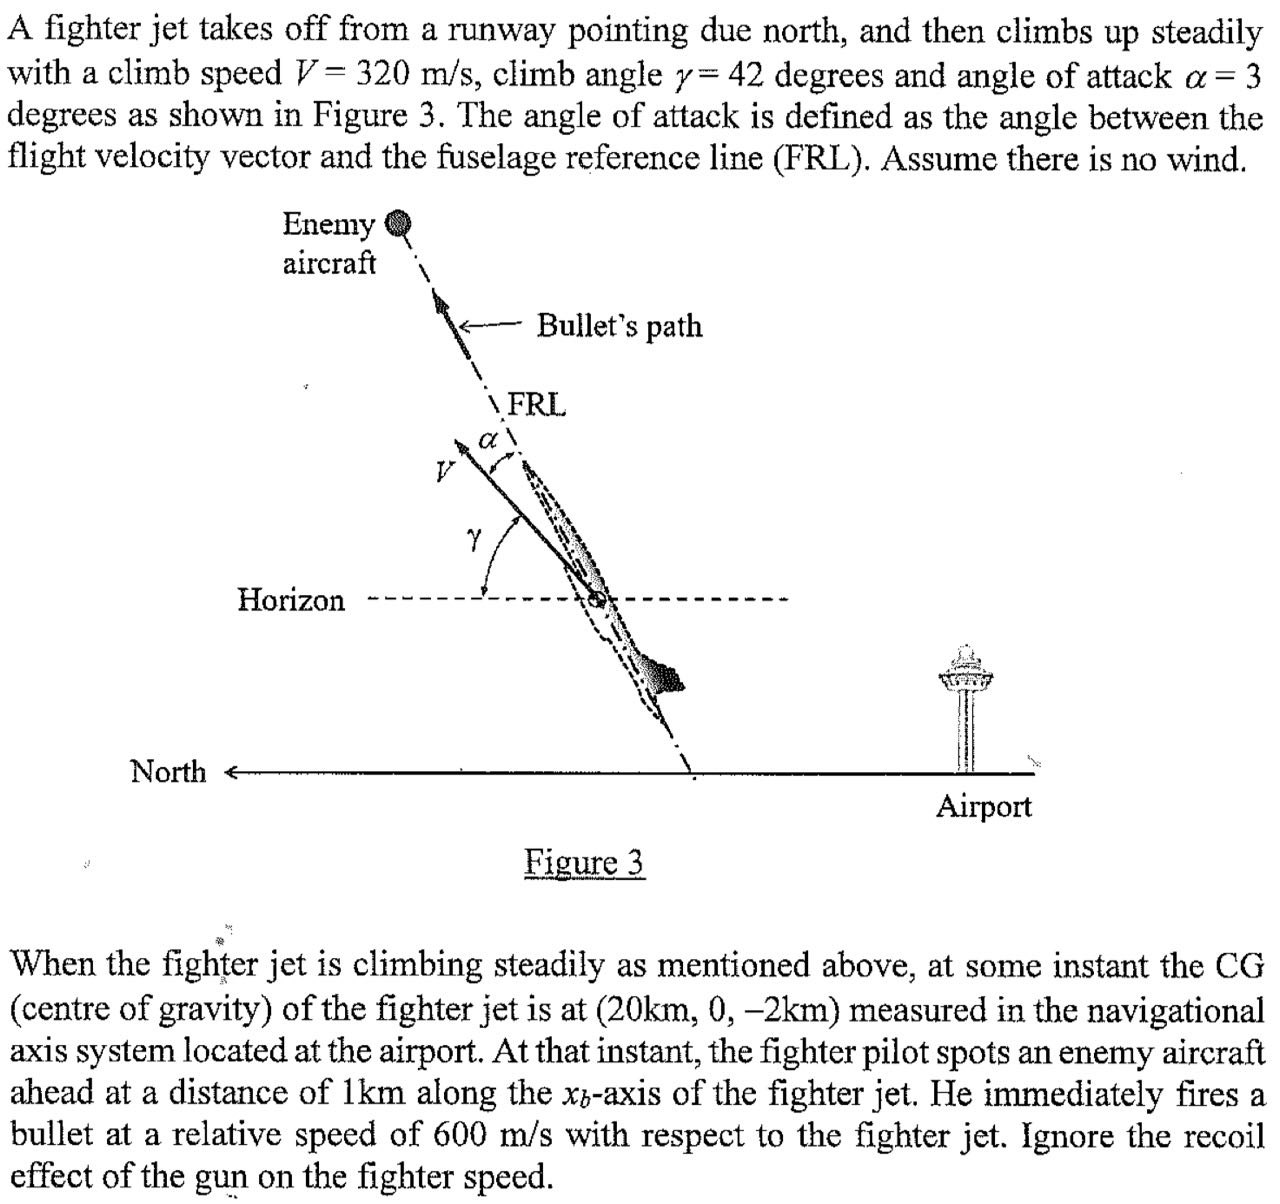 A fighter jet takes off from a runway pointing due north, and then climbs up steadily
with a climb speed V = 320 m/s, climb angle γ = 42 degrees and angle of attack α = 3
degrees as shown in Figure 3. The angle of attack is defined as the angle between the
flight velocity vector and the fuselage reference line (FRL). Assume there is no wind.
Enemy
aircraft
Bullet's path
FRL
α
V
γ
Horizon
North
Airport
Figure 3
When the fighter jet is climbing steadily as mentioned above, at some instant the CG
(centre of gravity) of the fighter jet is at (20km, 0, –2km) measured in the navigational
axis system located at the airport. At that instant, the fighter pilot spots an enemy aircraft
ahead at a distance of 1km along the x_b-axis of the fighter jet. He immediately fires a
bullet at a relative speed of 600 m/s with respect to the fighter jet. Ignore the recoil
effect of the gun on the fighter speed.